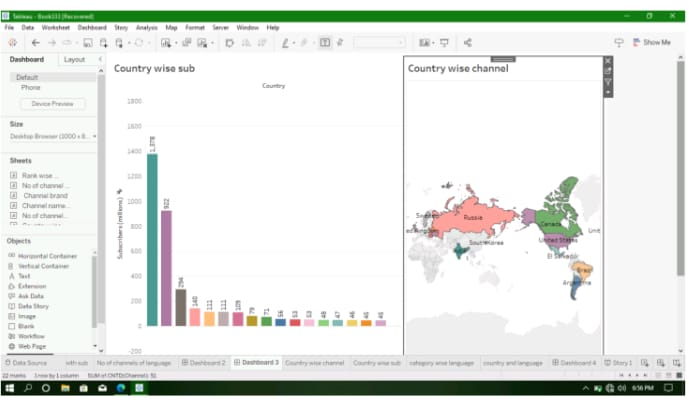 Tableau - Book333 [Recovered]
File Data Worksheet Dashboard Story Analysis Map Format Server Window Help
Show Me
Dashboard Layout
Default
Phone
Device Preview
Size
Desktop Browser (1000 x 8...
Sheets
Rank wise ...
No of channel ...
Channel brand
Channel name...
No of channel...
Objects
Horizontal Container
Vertical Container
Text
Extension
Ask Data
Data Story
Image
Blank
Workflow
Web Page
Country wise sub
Country
Subscribers (millions)
1800
1600
1400
1200
1000
800
600
400
200
0
-200
1,378
922
294
140
111
111
109
79
71
56
53
53
48
47
46
45
45
Country wise channel
Sweden
Russia
ed Kingdom
South Korea
Canada
United States
Unit
El Salvador
Brazil
Argentina
Data Source with sub No of channels of language Dashboard 2 Dashboard 3 Country wise channel Country wise sub category wise language country and language Dashboard 4 Story 1
22 marks 1 row by 1 column SUM of CNTD(Channel): 51
6:56 PM